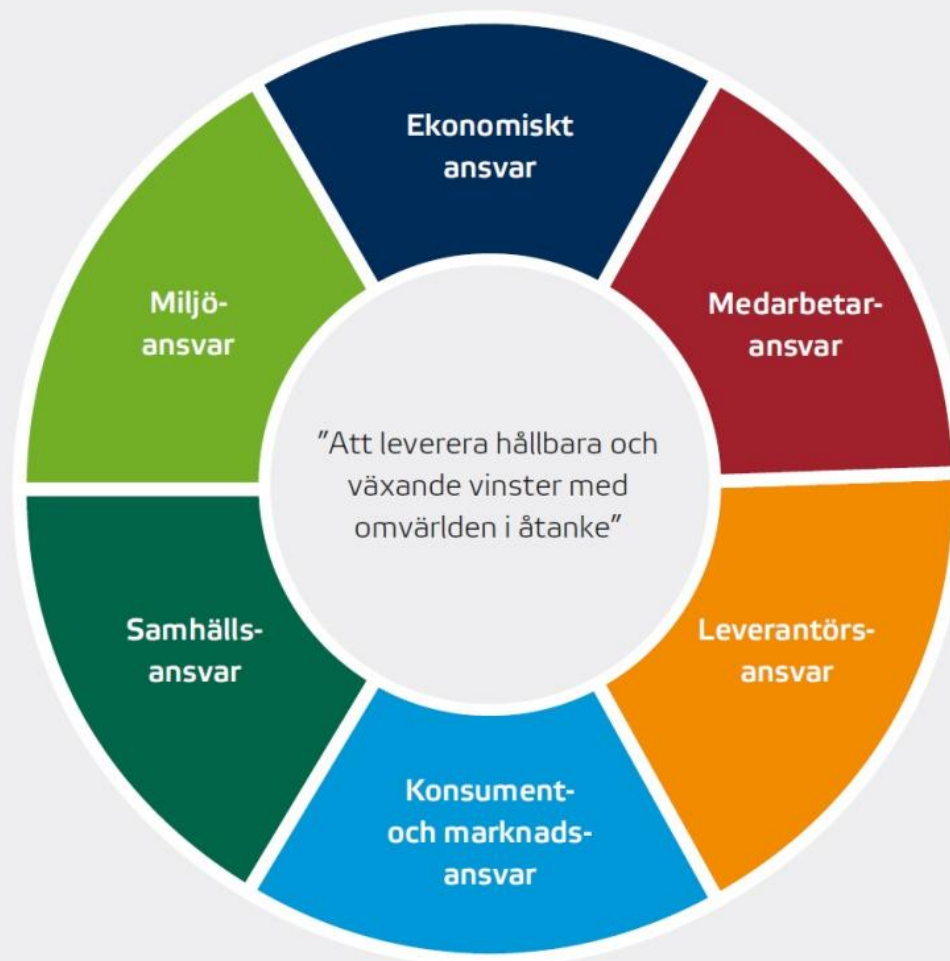 Ekonomiskt
ansvar
Medarbetar-
ansvar
Leverantörs-
ansvar
Konsument-
och marknads-
ansvar
Samhälls-
ansvar
Miljö-
ansvar
”Att leverera hållbara och
växande vinster med
omvärlden i åtanke”